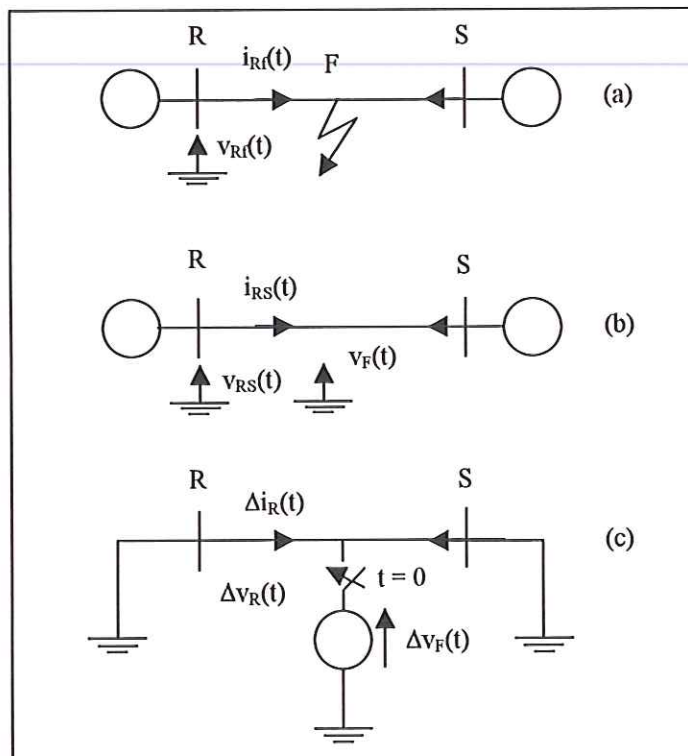 R S
i_Rf(t) F
(a)
v_Rf(t)
R S
i_RS(t)
(b)
v_F(t)
v_RS(t)
R S
Δi_R(t)
(c)
Δv_R(t) t = 0
Δv_F(t)